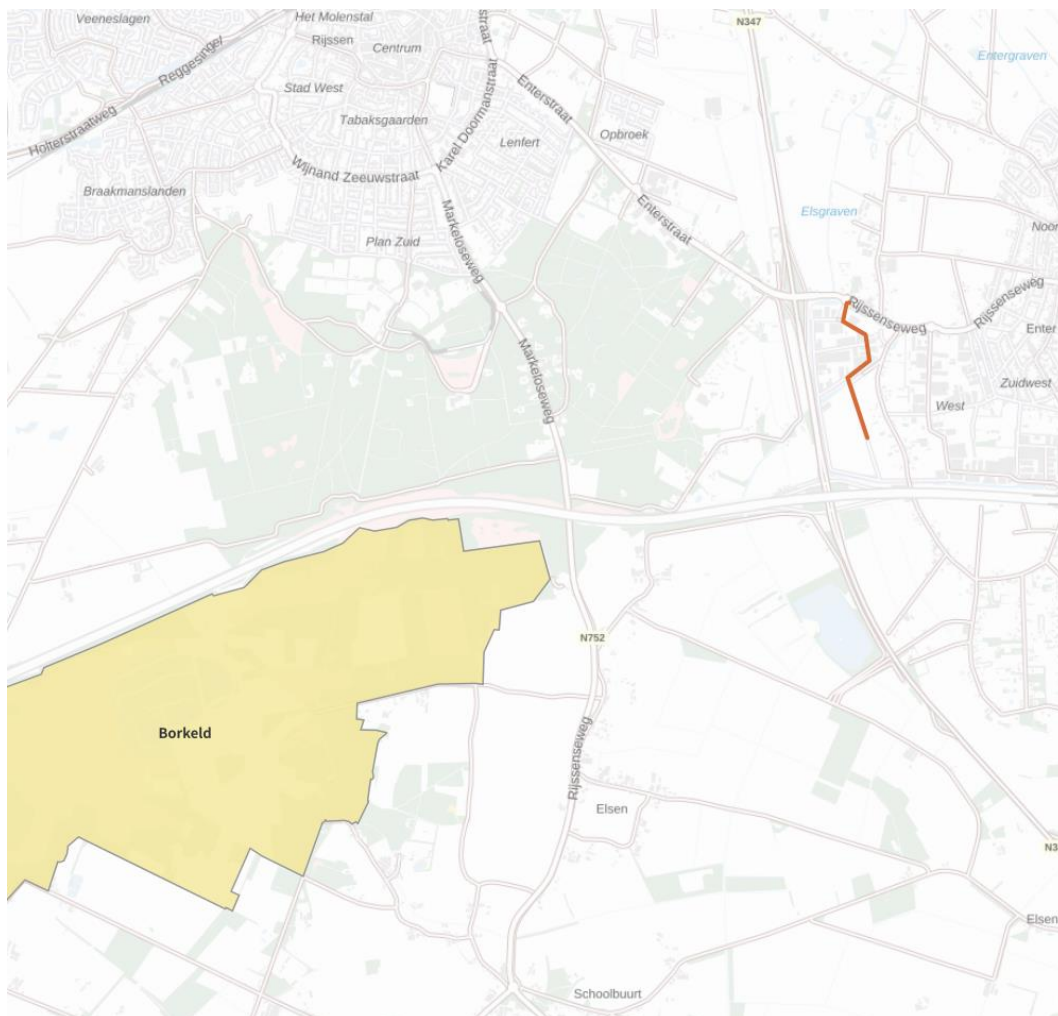 Veeneslagen
Het Molenstal
N347
Rijssen
Centrum
Reggesingel
Entergraven
Stad West
Enterstraat
Tabaksgaarden
Karel Doormanstraat
Holterstraatweg
Lenfert
Opbroek
Wijnand Zeeuwstraat
Braakmanslanden
Markeloseweg
Enterstraat
Elsgraven
Noor
Plan Zuid
Rijssenseweg
Rijssenseweg
Enter
Markeloseweg
Zuidwest
West
N752
Borkeld
Rijssenseweg
Elsen
N3
Elsen
Schoolbuurt